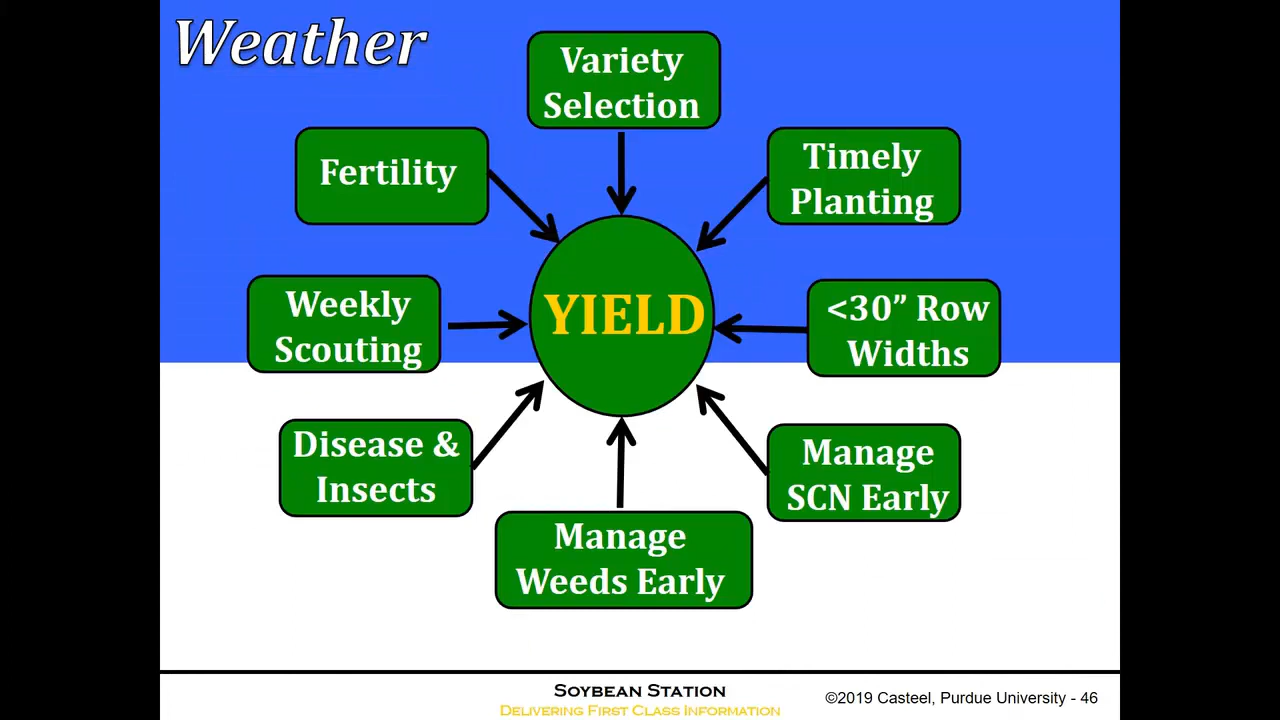 Weather
Variety
Selection
Fertility
Timely
Planting
Weekly
Scouting
YIELD
<30” Row
Widths
Disease &
Insects
Manage
SCN Early
Manage
Weeds Early
SOYBEAN STATION
DELIVERING FIRST CLASS INFORMATION
©2019 Casteel, Purdue University - 46